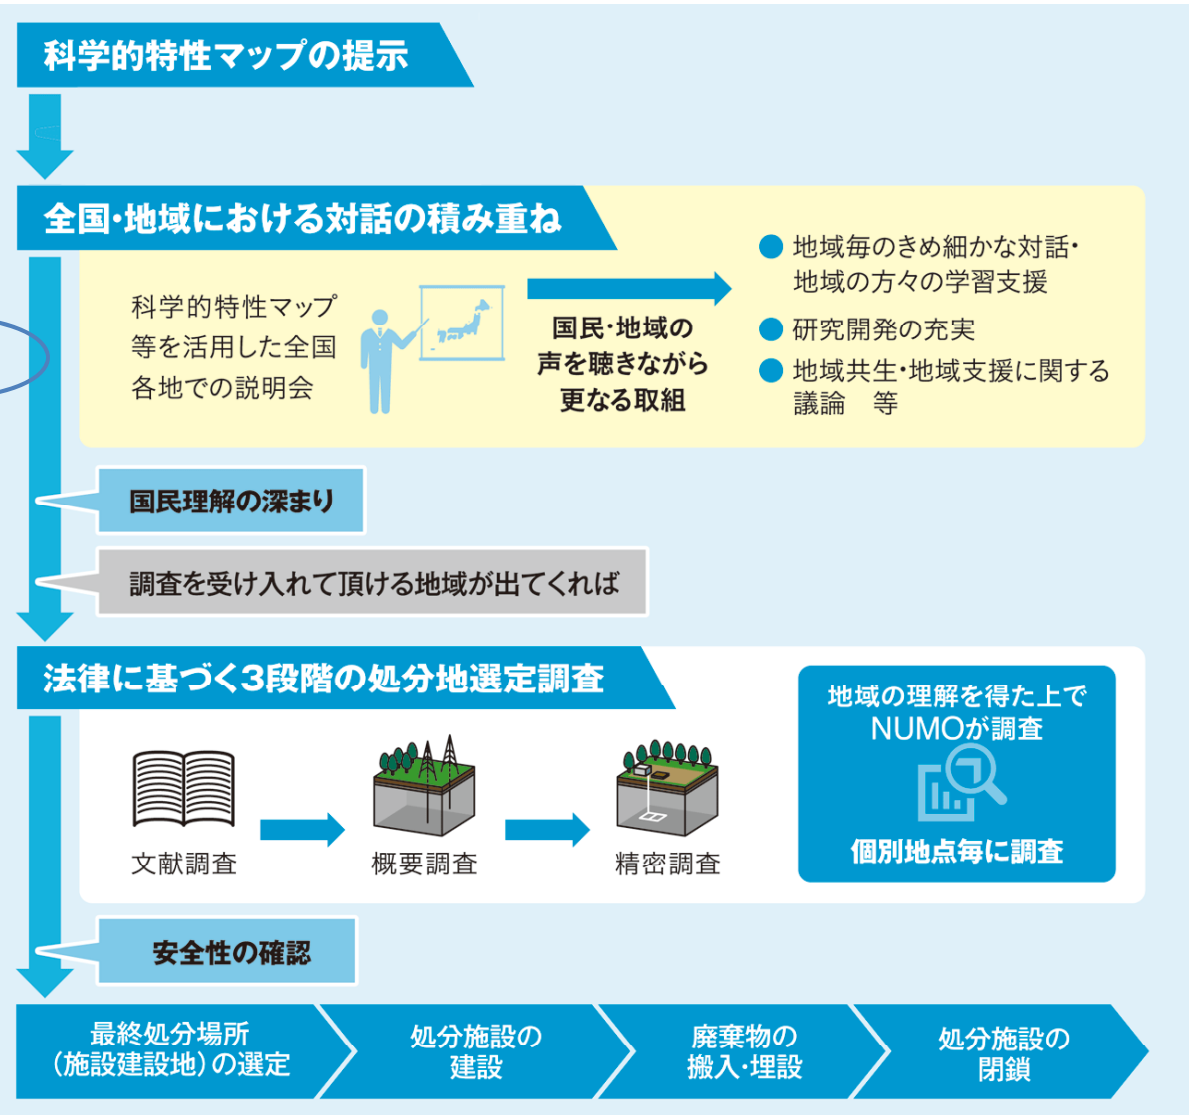 科学的特性マップの提示
全国・地域における対話の積み重ね
科学的特性マップ
等を活用した全国
各地での説明会
国民・地域の
声を聴きながら
更なる取組
地域毎のきめ細かな対話・
地域の方々の学習支援
研究開発の充実
地域共生・地域支援に関する
議論　等
国民理解の深まり
調査を受け入れて頂ける地域が出てくれば
法律に基づく3段階の処分地選定調査
文献調査
概要調査
精密調査
地域の理解を得た上で
NUMOが調査
個別地点毎に調査
安全性の確認
最終処分場所
（施設建設地）の選定
処分施設の
建設
廃棄物の
搬入・埋設
処分施設の
閉鎖